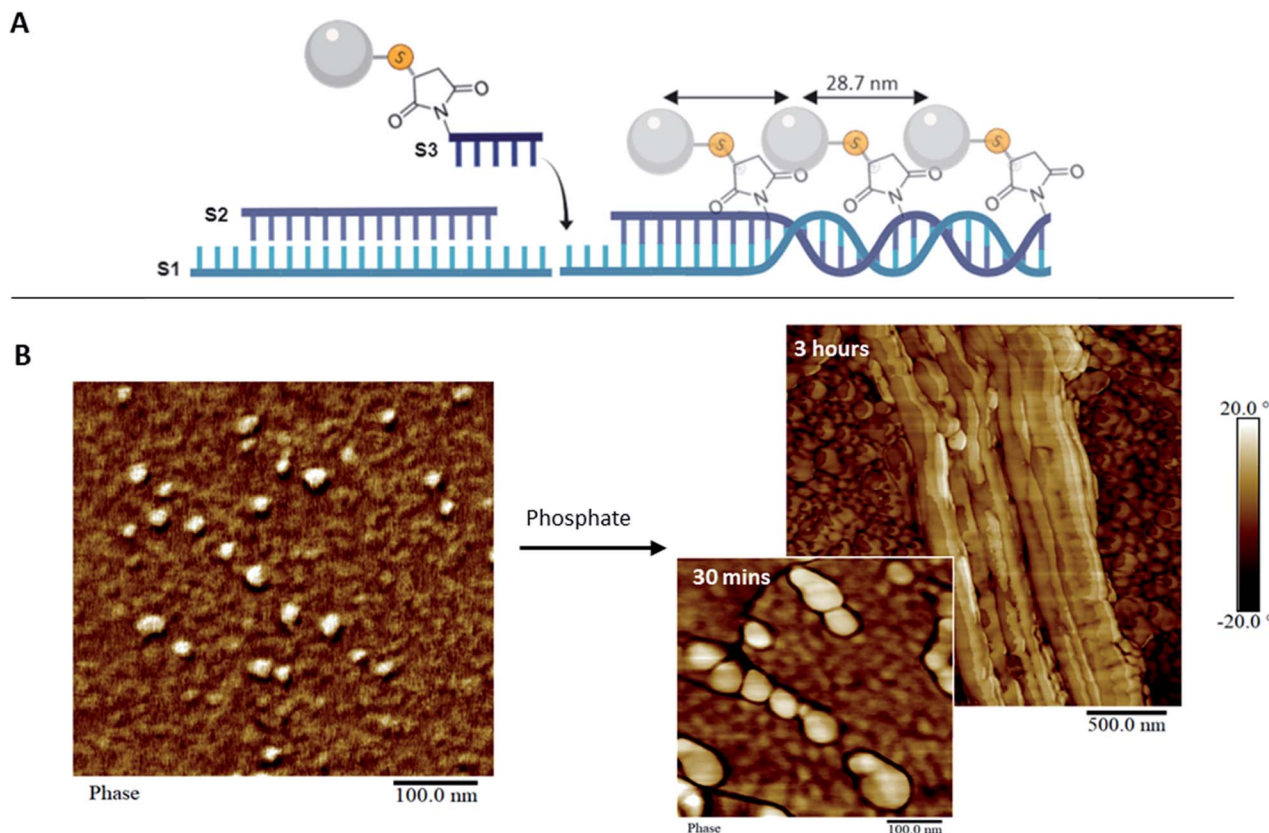 A
S
O
O
N
S3
S2
S1
28.7 nm
S
S
S
O
O
O
O
O
O
N
N
N
B
Phosphate
3 hours
30 mins
20.0 °
-20.0 °
500.0 nm
Phase
100.0 nm
Phase
100.0 nm